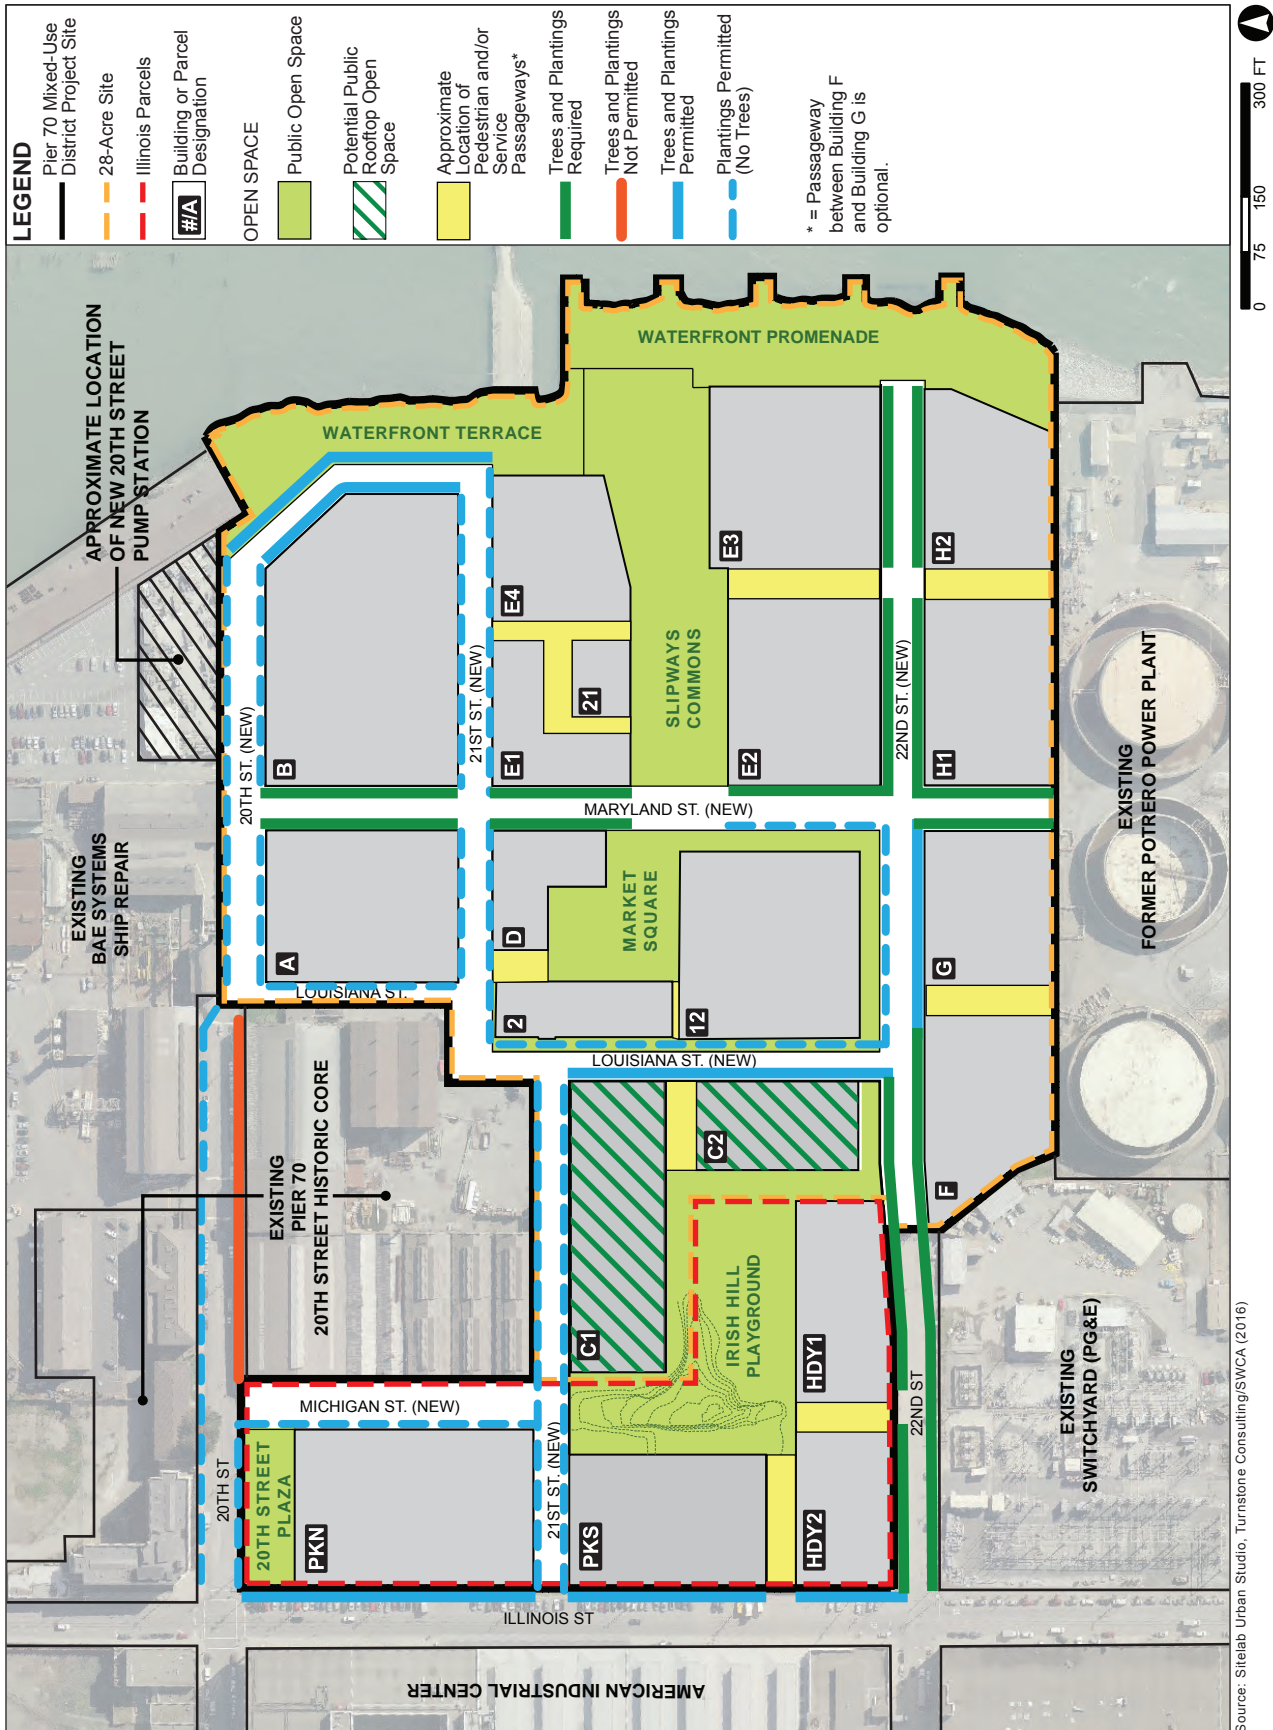 LEGEND
Pier 70 Mixed-Use
District Project Site
28-Acre Site
Illinois Parcels
#/A
Building or Parcel
Designation
OPEN SPACE
Public Open Space
Potential Public
Rooftop Open
Space
Approximate
Location of
Pedestrian and/or
Service
Passageways*
Trees and Plantings
Required
Trees and Plantings
Not Permitted
Trees and Plantings
Permitted
Plantings Permitted
(No Trees)
* = Passageway
between Building F
and Building G is
optional.
0 75 150 300 FT
APPROXIMATE LOCATION
OF NEW 20TH STREET
PUMP STATION
WATERFRONT TERRACE
WATERFRONT PROMENADE
EXISTING
BAE SYSTEMS
SHIP REPAIR
20TH ST. (NEW)
B
A
LOUISIANA ST.
21ST ST. (NEW)
E4
E1
21
E3
E2
SLIPWAYS
COMMONS
22ND ST. (NEW)
H2
H1
MARYLAND ST. (NEW)
D
MARKET
SQUARE
2
12
G
F
LOUISIANA ST. (NEW)
EXISTING
FORMER POTRERO POWER PLANT
EXISTING
PIER 70
20TH STREET HISTORIC CORE
C1
C2
IRISH HILL
PLAYGROUND
HDY1
HDY2
MICHIGAN ST. (NEW)
20TH ST
20TH STREET
PLAZA
PKN
21ST ST. (NEW)
PKS
22ND ST
EXISTING
SWITCHYARD (PG&E)
ILLINOIS ST
AMERICAN INDUSTRIAL CENTER
Source: Sitelab Urban Studio, Turnstone Consulting/SWCA (2016)